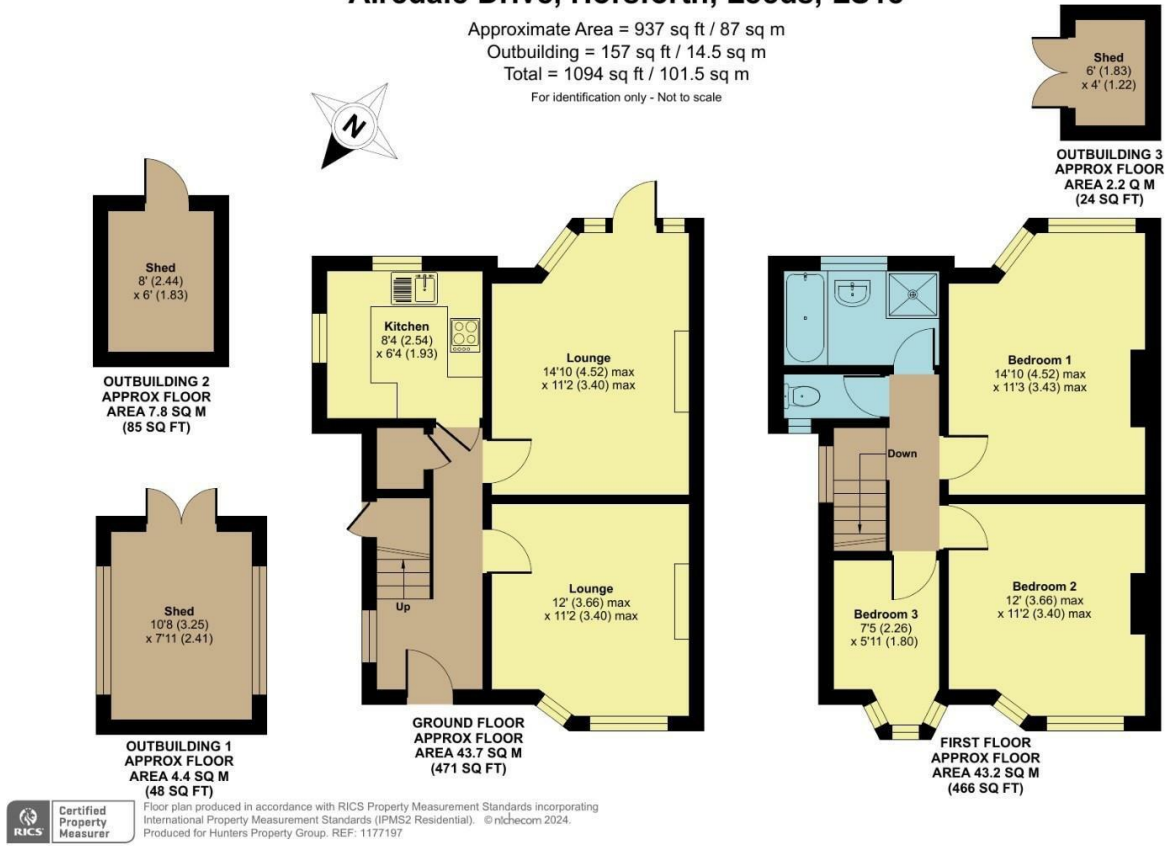 Airedale Drive, Horsforth, Leeds, LS18
Approximate Area = 937 sq ft / 87 sq m
Outbuilding = 157 sq ft / 14.5 sq m
Total = 1094 sq ft / 101.5 sq m
For identification only - Not to scale
N
Shed
6' (1.83)
x 4' (1.22)
OUTBUILDING 3
APPROX FLOOR
AREA 2.2 Q M
(24 SQ FT)
Shed
8' (2.44)
x 6' (1.83)
OUTBUILDING 2
APPROX FLOOR
AREA 7.8 SQ M
(85 SQ FT)
Kitchen
8'4 (2.54)
x 6'4 (1.93)
Lounge
14'10 (4.52) max
x 11'2 (3.40) max
Bedroom 1
14'10 (4.52) max
x 11'3 (3.43) max
Down
Shed
10'8 (3.25)
x 7'11 (2.41)
OUTBUILDING 1
APPROX FLOOR
AREA 4.4 SQ M
(48 SQ FT)
Up
Lounge
12' (3.66) max
x 11'2 (3.40) max
GROUND FLOOR
APPROX FLOOR
AREA 43.7 SQ M
(471 SQ FT)
Bedroom 3
7'5 (2.26)
x 5'11 (1.80)
Bedroom 2
12' (3.66) max
x 11'2 (3.40) max
FIRST FLOOR
APPROX FLOOR
AREA 43.2 SQ M
(466 SQ FT)
RICS
Certified
Property
Measurer
Floor plan produced in accordance with RICS Property Measurement Standards incorporating
International Property Measurement Standards (IPMS2 Residential). © nichecom 2024.
Produced for Hunters Property Group. REF: 1177197